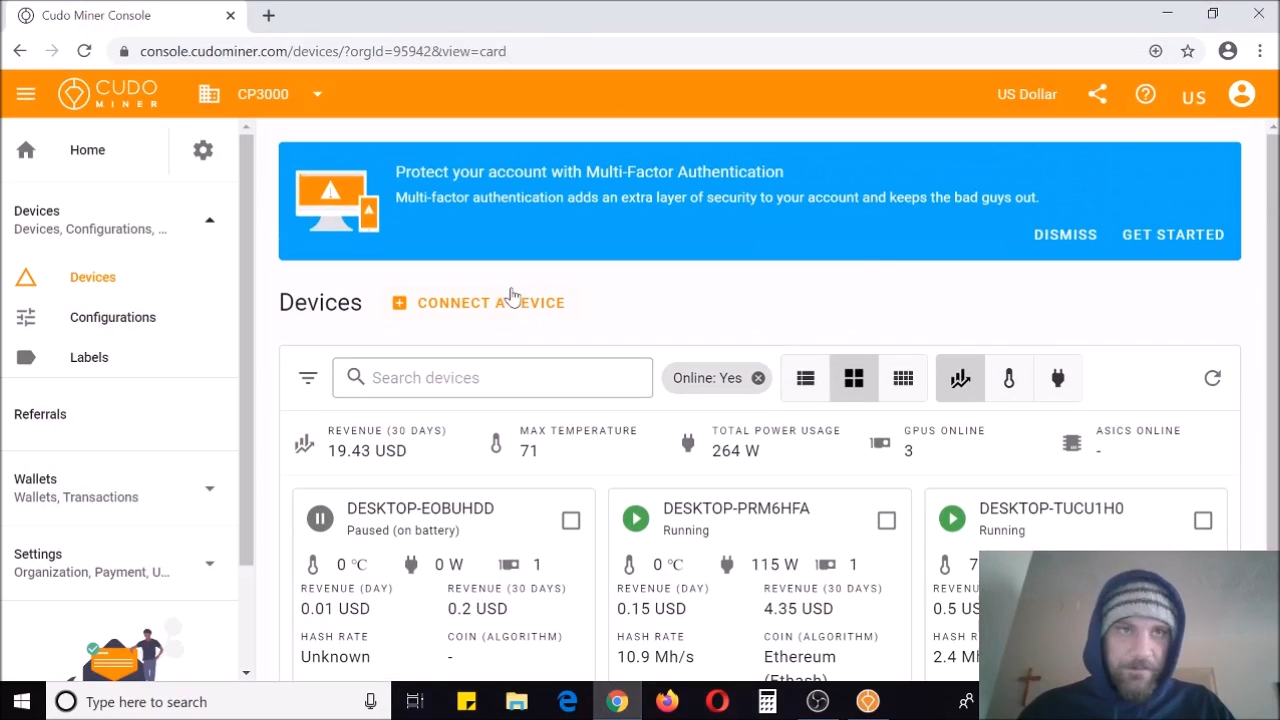 Cudo Miner Console
console.cudominer.com/devices/?orgId=95942&view=card
CUDO
MINER
CP3000
US Dollar
US
Home
Devices
Devices, Configurations, ...
Devices
Configurations
Labels
Referrals
Wallets
Wallets, Transactions
Settings
Organization, Payment, U...
Protect your account with Multi-Factor Authentication
Multi-factor authentication adds an extra layer of security to your account and keeps the bad guys out.
DISMISS GET STARTED
Devices CONNECT A DEVICE
Search devices
Online: Yes
REVENUE (30 DAYS)
19.43 USD
MAX TEMPERATURE
71
TOTAL POWER USAGE
264 W
GPUS ONLINE
3
ASICS ONLINE
-
DESKTOP-EOBUHDD
Paused (on battery)
0 °C 0 W 1
REVENUE (DAY) REVENUE (30 DAYS)
0.01 USD 0.2 USD
HASH RATE COIN (ALGORITHM)
Unknown -
DESKTOP-PRM6HFA
Running
0 °C 115 W 1
REVENUE (DAY) REVENUE (30 DAYS)
0.15 USD 4.35 USD
HASH RATE COIN (ALGORITHM)
10.9 Mh/s Ethereum
(Ethash)
DESKTOP-TUCU1H0
Running
7
REVENUE
0.5 US
HASH RA
2.4 Mh
Type here to search